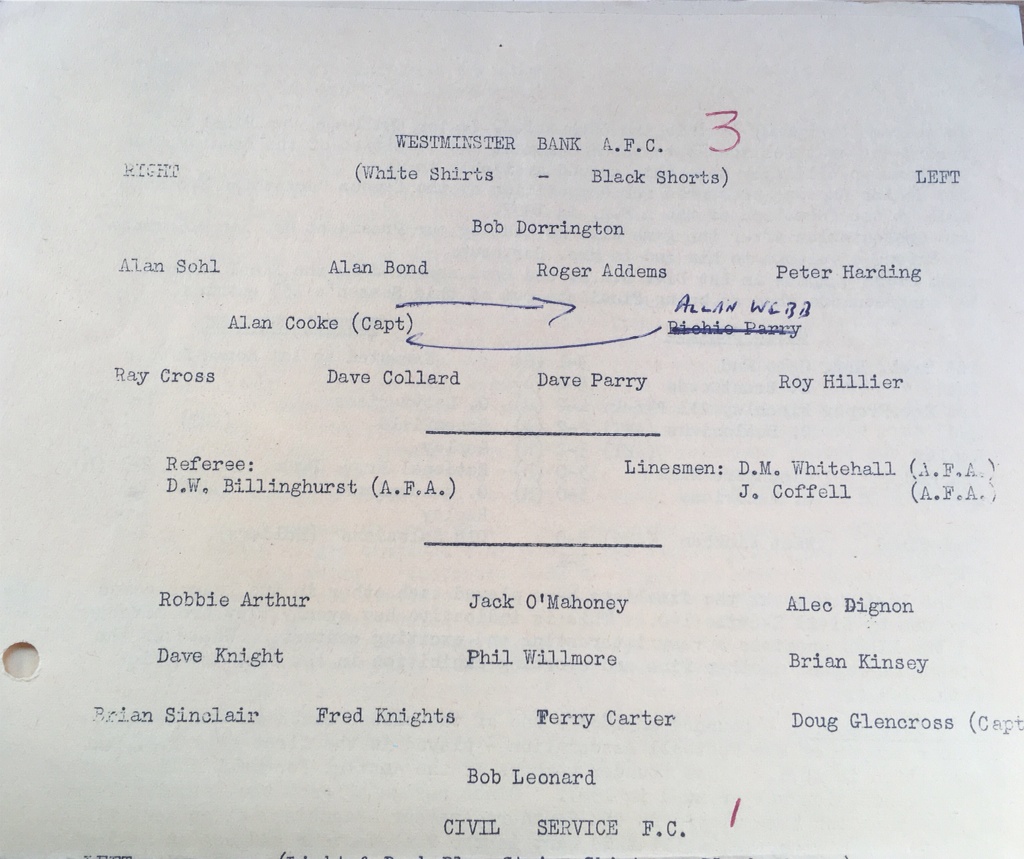 WESTMINSTER BANK A.F.C. 3
RIGHT (White Shirts - Black Shorts) LEFT
Bob Dorrington
Alan Sohl Alan Bond Roger Addems Peter Harding
ALLAN WEBB
Alan Cooke (Capt) Richie Parry
Ray Cross Dave Collard Dave Parry Roy Hillier
Referee: Linesmen: D.M. Whitehall (A.F.A.)
D.W. Billinghurst (A.F.A.) J. Coffell (A.F.A.)
Robbie Arthur Jack O'Mahoney Alec Dignon
Dave Knight Phil Willmore Brian Kinsey
Brian Sinclair Fred Knights Terry Carter Doug Glencross (Capt
Bob Leonard
CIVIL SERVICE F.C. 1
LEFT